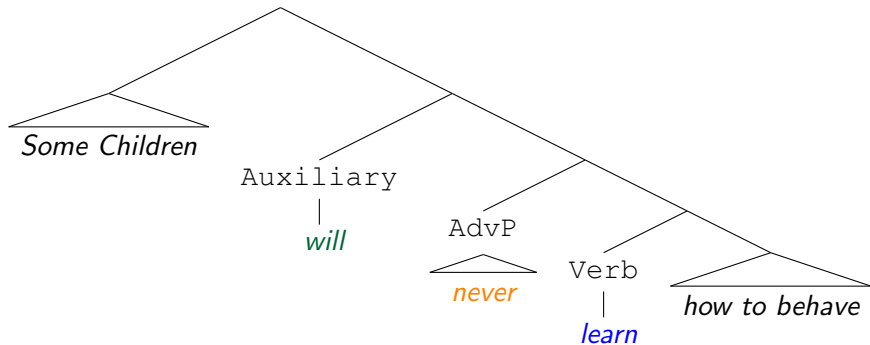 Some Children
Auxiliary
will
AdvP
never
Verb
learn
how to behave